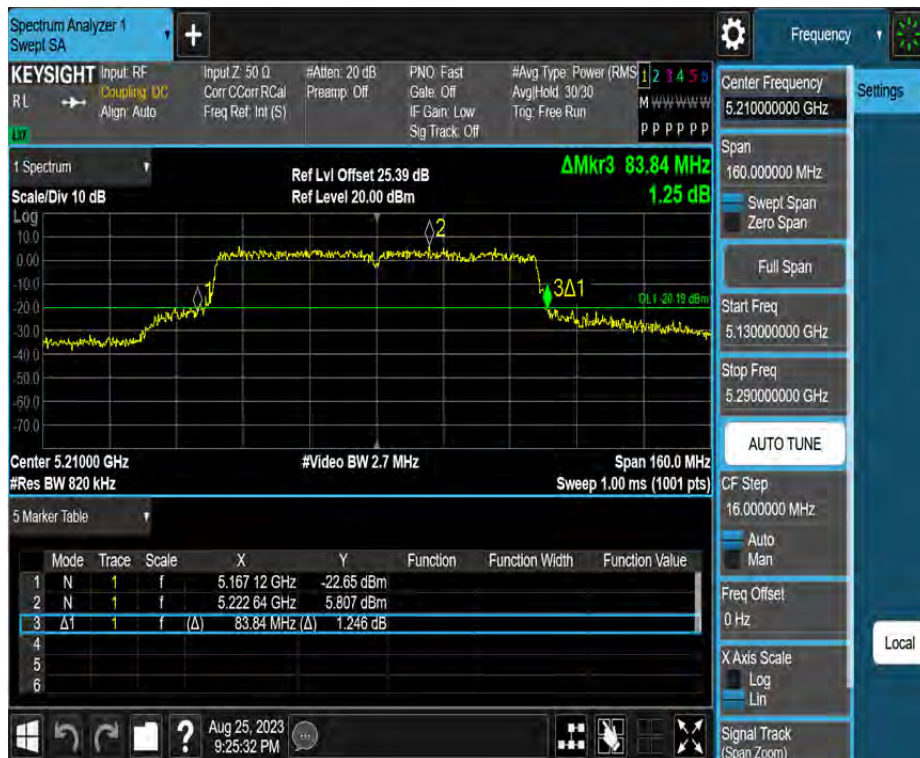 Spectrum Analyzer 1
Swept SA
+
Frequency
KEYSIGHT
RL
LXI
Input: RF
Coupling: DC
Align: Auto
Input Z: 50 Ω
Corr CCorr RCal
Freq Ref: Int (S)
#Atten: 20 dB
Preamp: Off
PNO: Fast
Gate: Off
IF Gain: Low
Sig Track: Off
#Avg Type: Power (RMS
Avg|Hold: 30/30
Trig: Free Run
1 2 3 4 5 6
M W W W W W
P P P P P P
Center Frequency
5.210000000 GHz
Settings
1 Spectrum
Scale/Div 10 dB
Ref Lvl Offset 25.39 dB
Ref Level 20.00 dBm
ΔMkr3 83.84 MHz
1.25 dB
Span
160.000000 MHz
Swept Span
Zero Span
Full Span
Log
10.0
0.00
-10.0
-20.0
-30.0
-40.0
-50.0
-60.0
-70.0
1
2
3Δ1
DL1 -20.19 dBm
Start Freq
5.130000000 GHz
Stop Freq
5.290000000 GHz
AUTO TUNE
Center 5.21000 GHz
#Res BW 820 kHz
#Video BW 2.7 MHz
Span 160.0 MHz
Sweep 1.00 ms (1001 pts)
CF Step
16.000000 MHz
Auto
Man
5 Marker Table
Mode Trace Scale X Y Function Function Width Function Value
1 N 1 f 5.167 12 GHz -22.65 dBm
2 N 1 f 5.222 64 GHz 5.807 dBm
3 Δ1 1 f (Δ) 83.84 MHz (Δ) 1.246 dB
4
5
6
Freq Offset
0 Hz
X Axis Scale
Log
Lin
Local
Signal Track
(Span Zoom)
?
Aug 25, 2023
9:25:32 PM